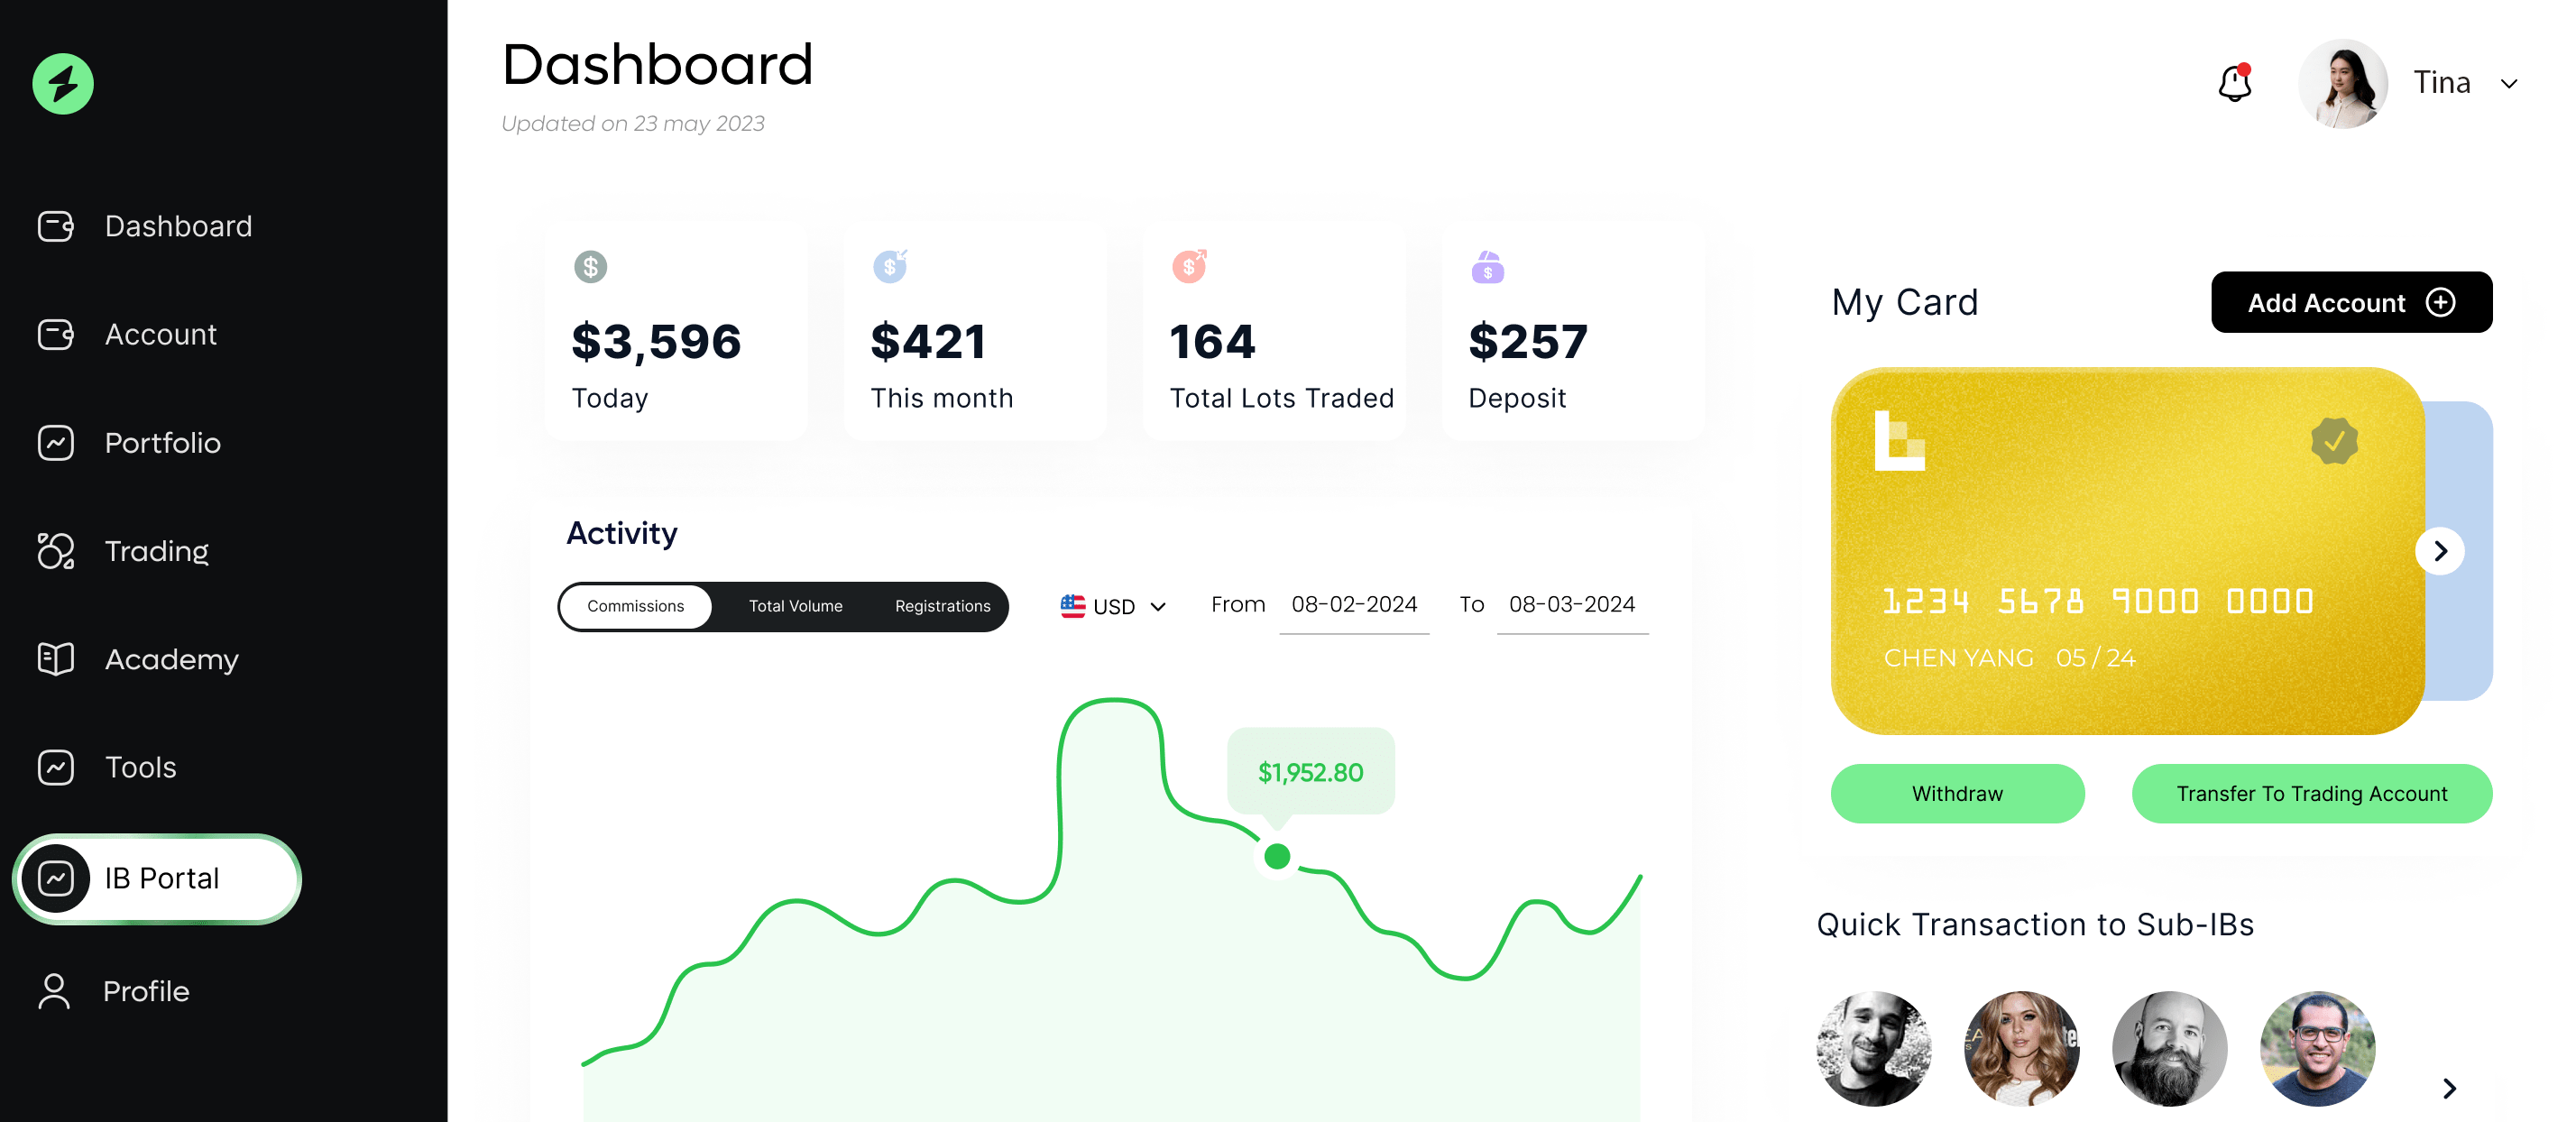 Dashboard
Updated on 23 may 2023
Tina
Dashboard
Account
Portfolio
Trading
Academy
Tools
IB Portal
Profile
$3,596
Today
$421
This month
164
Total Lots Traded
$257
Deposit
Activity
Commissions Total Volume Registrations
USD
From 08-02-2024 To 08-03-2024
$1,952.80
My Card
Add Account
1234 5678 9000 0000
CHEN YANG 05 / 24
Withdraw
Transfer To Trading Account
Quick Transaction to Sub-IBs